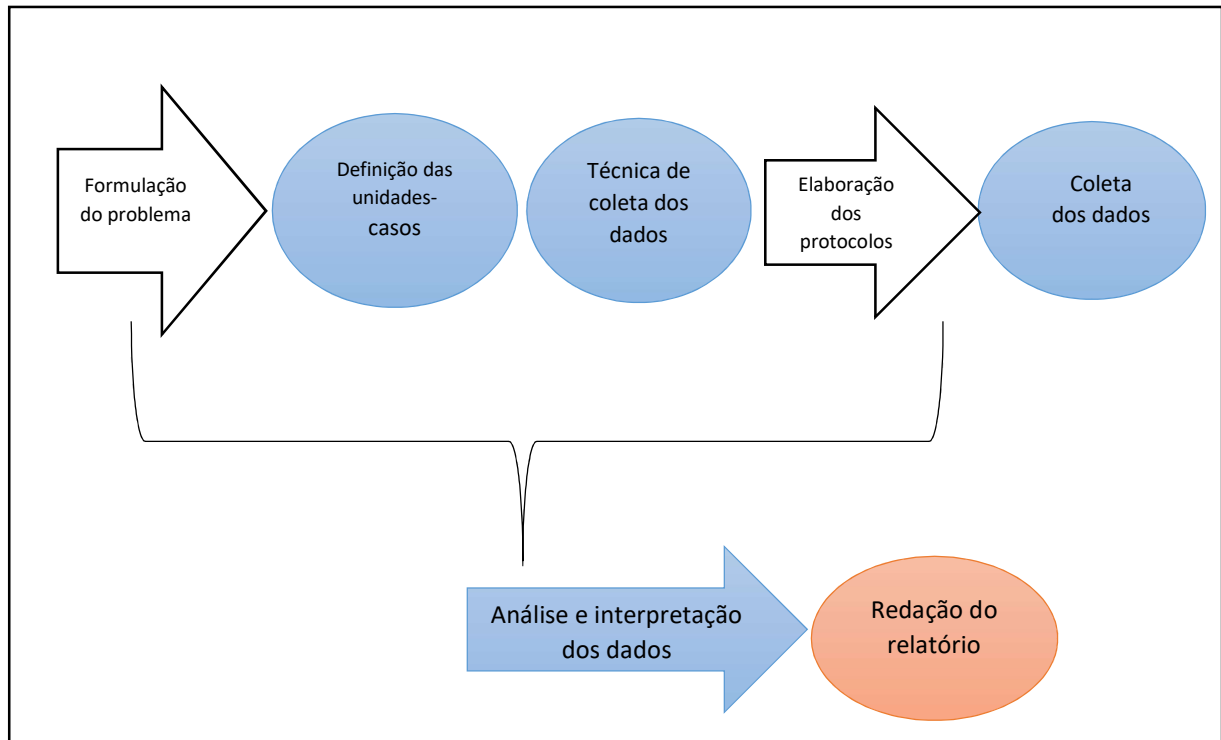 Formulação
do problema
Definição das
unidades-
casos
Técnica de
coleta dos
dados
Elaboração
dos
protocolos
Coleta
dos dados
Análise e interpretação
dos dados
Redação do
relatório